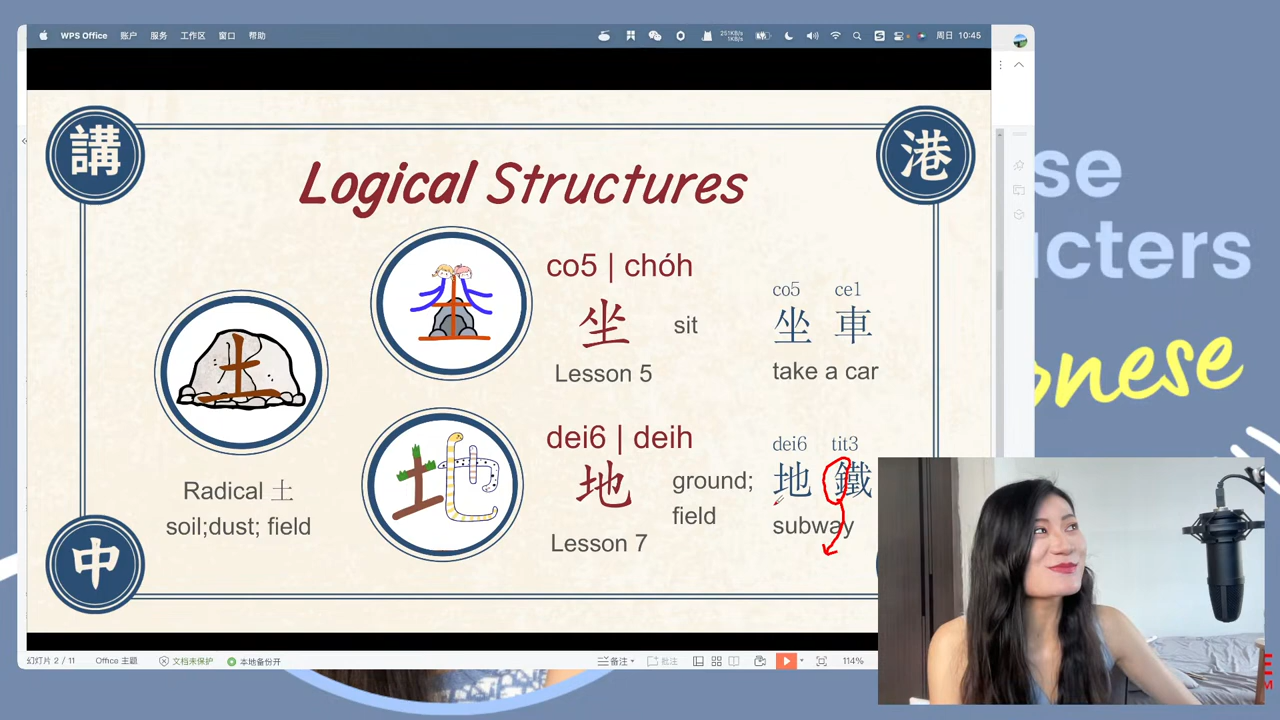 WPS Office 账户 服务 工作区 窗口 帮助
周日 10:45
講
港
Logical Structures
co5 | chóh
坐 sit
Lesson 5
co5 ce1
坐 車
take a car
土
Radical 土
soil;dust; field
dei6 | deih
地 ground;
field
Lesson 7
dei6 tit3
地 鐵
subway
中
幻灯片 2 / 11 Office 主题 文档未保护 本地备份开
备注 批注 114%
se
cters
nese
E
M